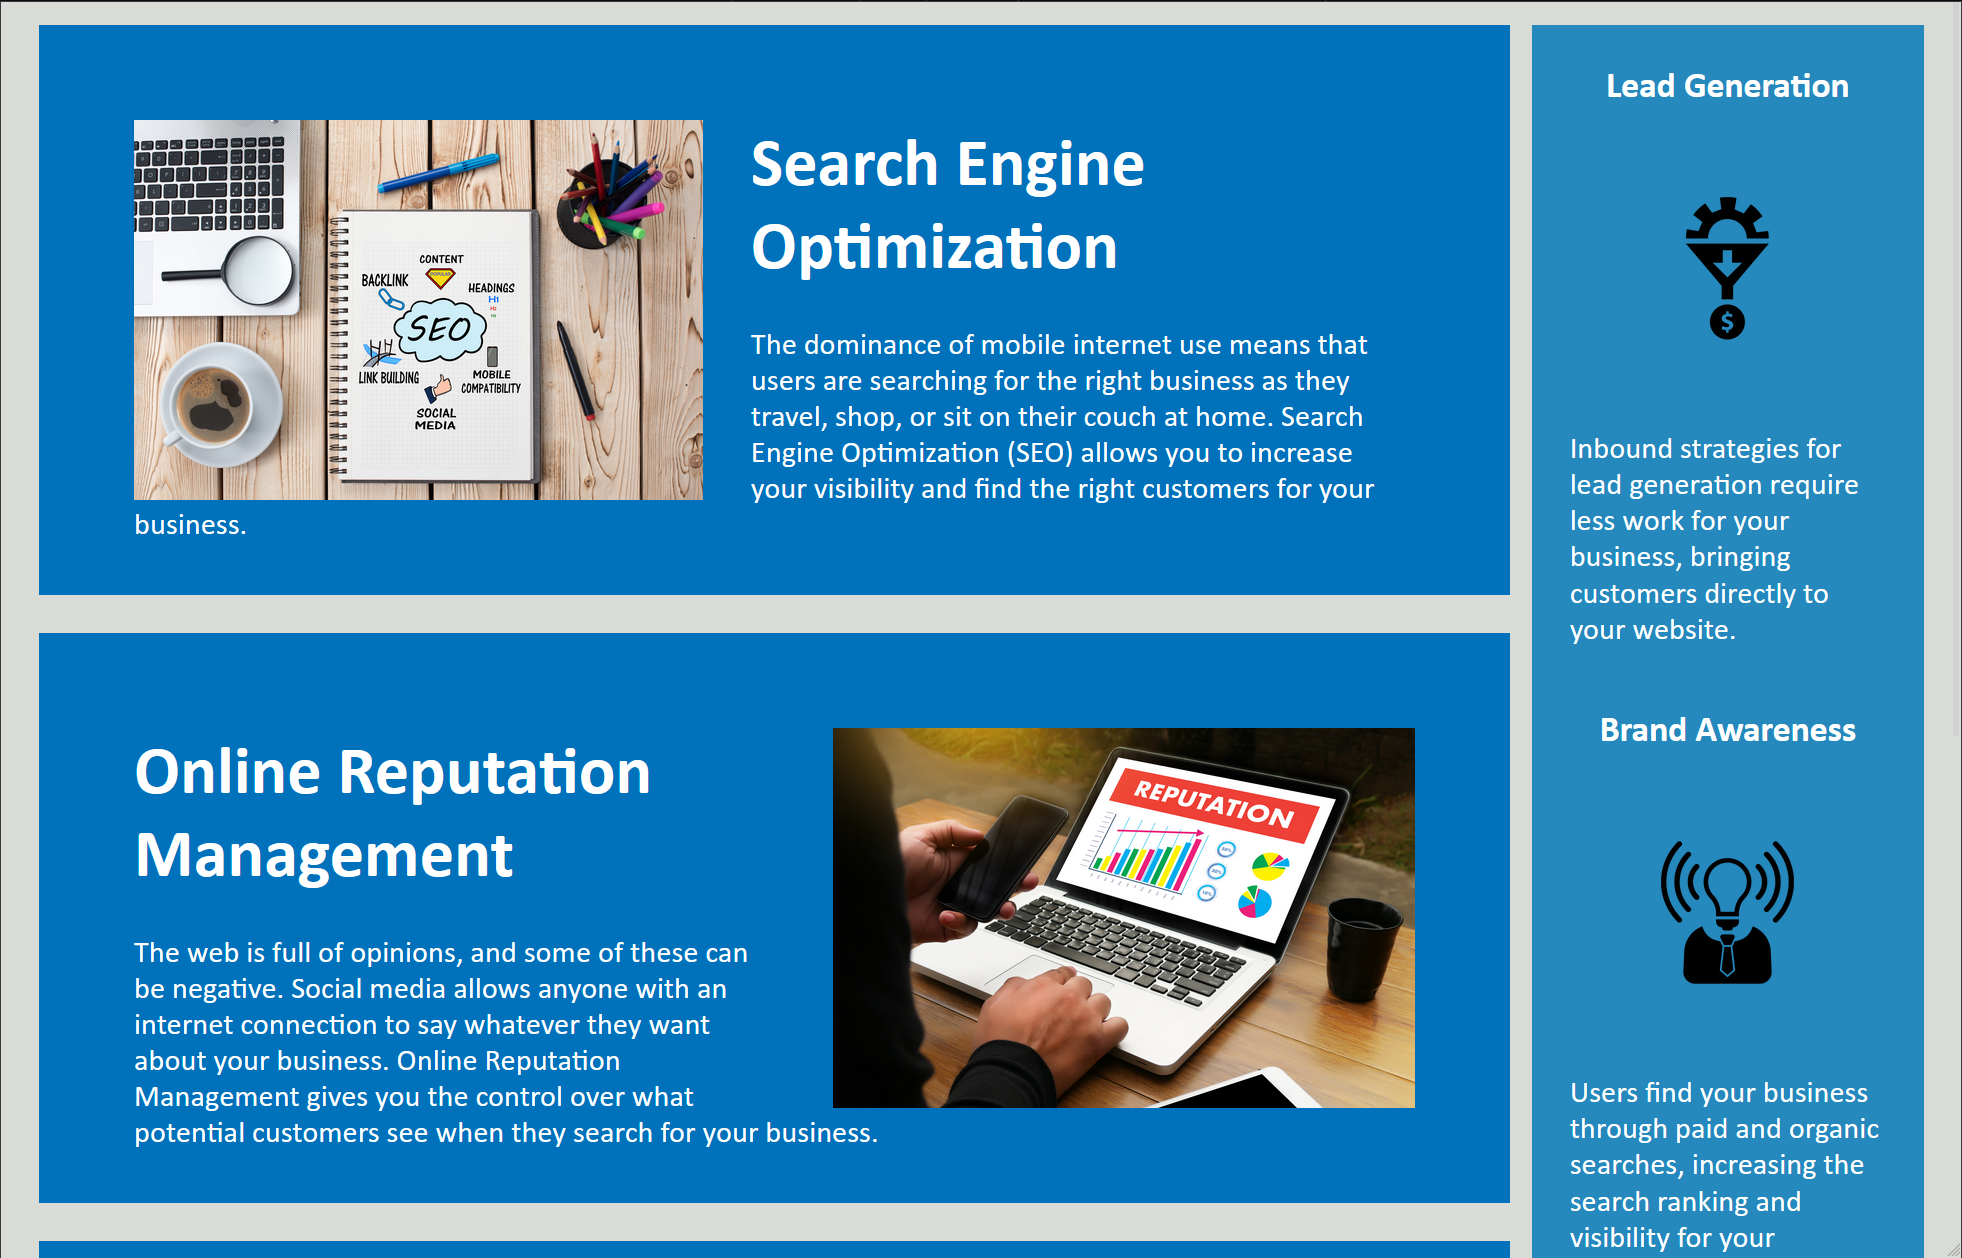 CONTENT
POPULAR
BACKLINK
HEADINGS
H1
H2
H3
SEO
LINK BUILDING
MOBILE
COMPATIBILITY
SOCIAL
MEDIA
Search Engine
Optimization
The dominance of mobile internet use means that
users are searching for the right business as they
travel, shop, or sit on their couch at home. Search
Engine Optimization (SEO) allows you to increase
your visibility and find the right customers for your
business.
Online Reputation
Management
The web is full of opinions, and some of these can
be negative. Social media allows anyone with an
internet connection to say whatever they want
about your business. Online Reputation
Management gives you the control over what
potential customers see when they search for your business.
REPUTATION
Lead Generation
$
Inbound strategies for
lead generation require
less work for your
business, bringing
customers directly to
your website.
Brand Awareness
Users find your business
through paid and organic
searches, increasing the
search ranking and
visibility for your